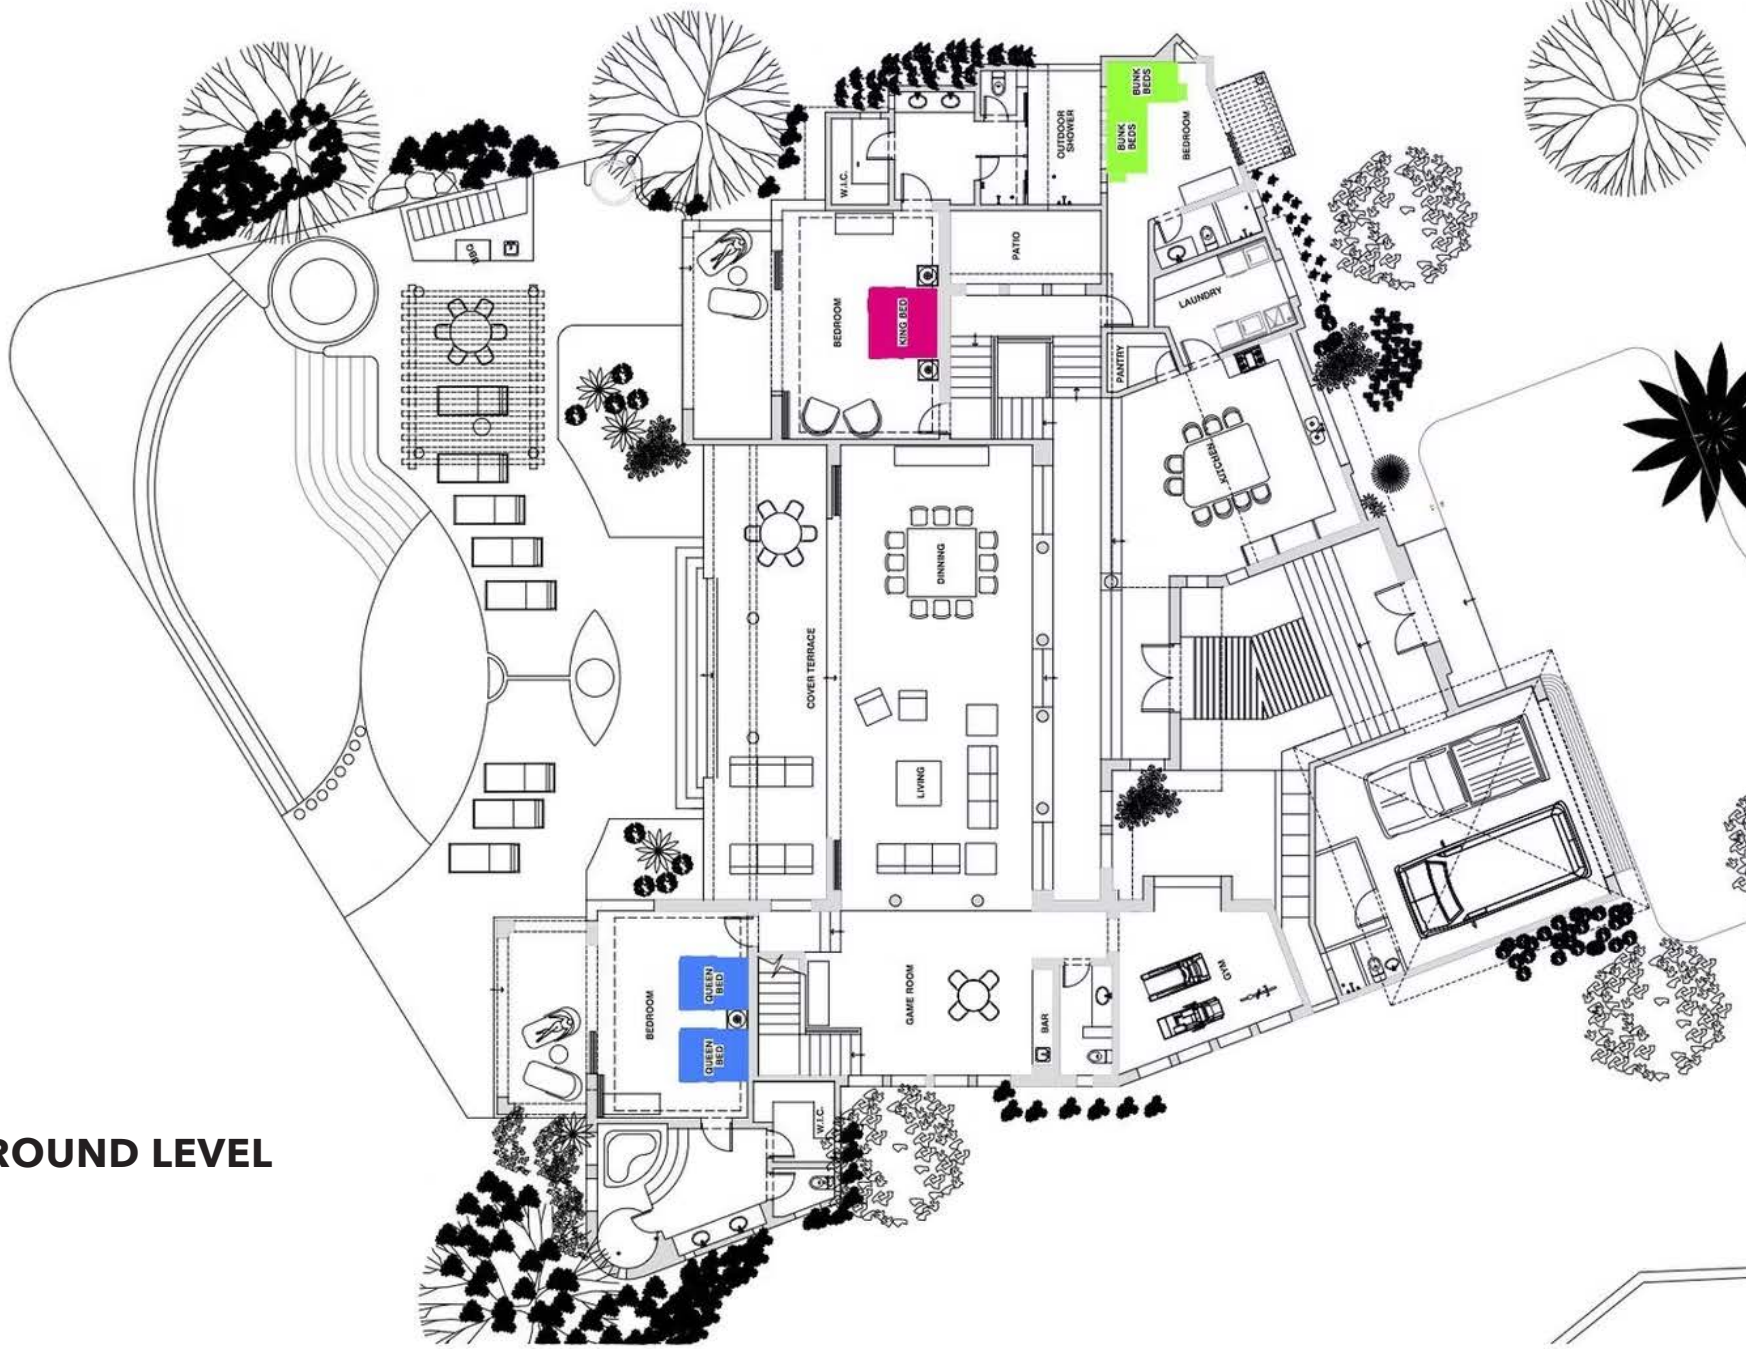 BUNK
BEDS
BUNK
BEDS
BEDROOM
OUTDOOR
SHOWER
W.I.C.
BBQ
PATIO
LAUNDRY
BEDROOM
KING BED
PANTRY
KITCHEN
DINNING
COVER TERRACE
LIVING
GAME ROOM
BAR
GYM
BEDROOM
QUEEN
BED
QUEEN
BED
W.I.C.
ROUND LEVEL